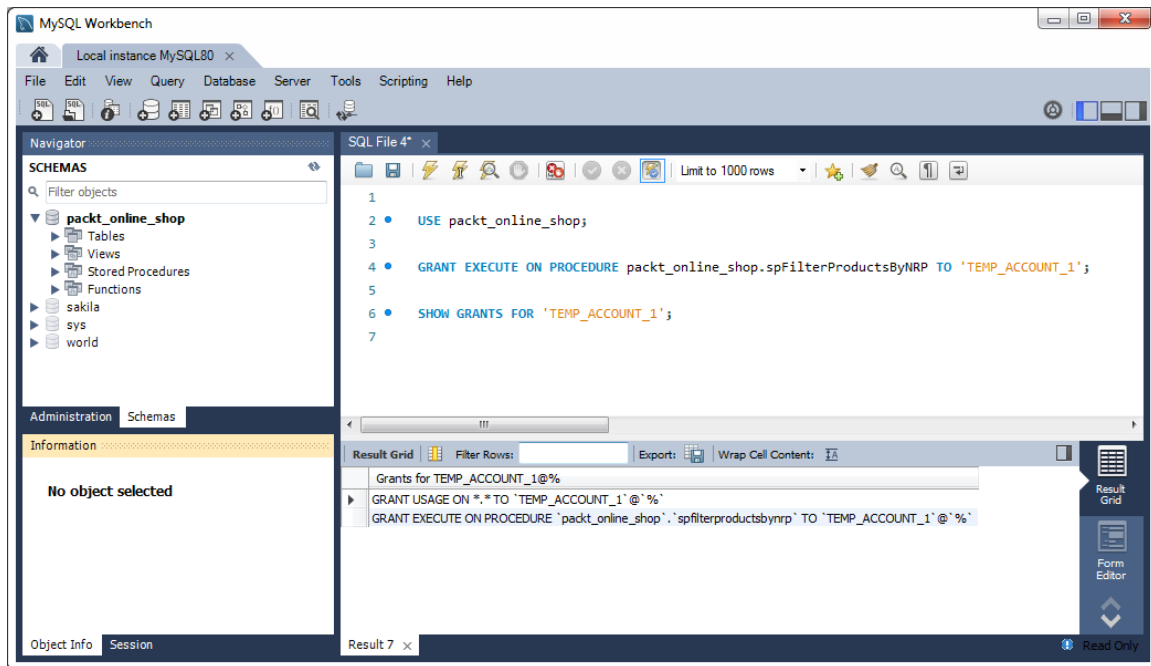 MySQL Workbench
Local instance MySQL80
File Edit View Query Database Server Tools Scripting Help
Navigator
SCHEMAS
Filter objects
packt_online_shop
Tables
Views
Stored Procedures
Functions
sakila
sys
world
Administration Schemas
Information
No object selected
Object Info Session
SQL File 4*
Limit to 1000 rows
1
2 USE packt_online_shop;
3
4 GRANT EXECUTE ON PROCEDURE packt_online_shop.spFilterProductsByNRP TO 'TEMP_ACCOUNT_1';
5
6 SHOW GRANTS FOR 'TEMP_ACCOUNT_1';
7
Result Grid Filter Rows: Export: Wrap Cell Content: IA
Grants for TEMP_ACCOUNT_1@%
GRANT USAGE ON *.* TO `TEMP_ACCOUNT_1`@`%`
GRANT EXECUTE ON PROCEDURE `packt_online_shop`.`spfilterproductsbynrp` TO `TEMP_ACCOUNT_1`@`%`
Result
Grid
Form
Editor
Result 7
Read Only